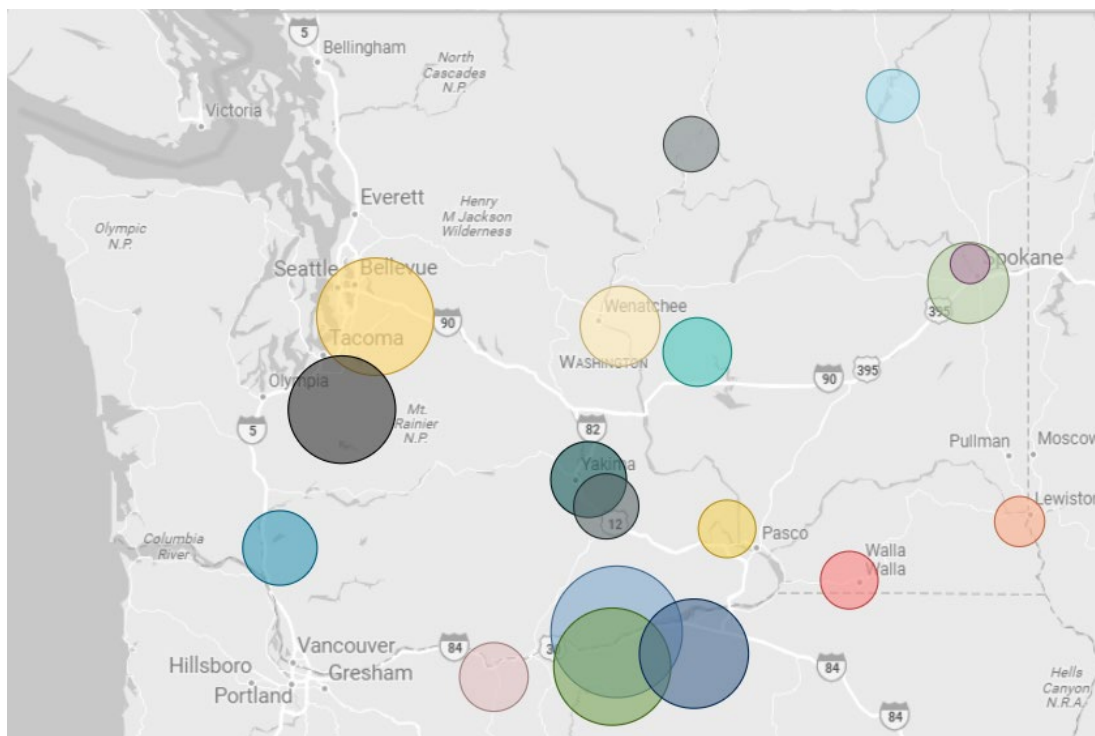 5
Bellingham
North
Cascades
N.P.
Victoria
Everett
Henry
M Jackson
Wilderness
Olympic
N.P.
Seattle
Bellevue
Spokane
90
Wenatchee
395
Tacoma
WASHINGTON
395
90
Olympia
Mt.
Rainier
N.P.
5
82
Pullman
Moscow
Yakima
Lewiston
12
Pasco
Columbia
River
Walla
Walla
Vancouver
84
3
84
Hillsboro
Gresham
Portland
Hells
Canyon
N.R.A.
84